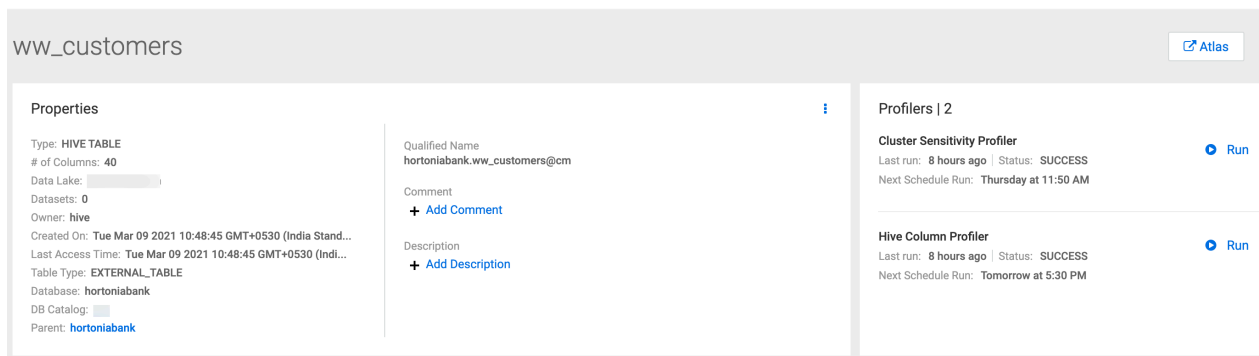 ww_customers
Atlas
Properties
Type: HIVE TABLE
# of Columns: 40
Data Lake:
Datasets: 0
Owner: hive
Created On: Tue Mar 09 2021 10:48:45 GMT+0530 (India Stand...
Last Access Time: Tue Mar 09 2021 10:48:45 GMT+0530 (Indi...
Table Type: EXTERNAL_TABLE
Database: hortoniabank
DB Catalog:
Parent: hortoniabank
Qualified Name
hortoniabank.ww_customers@cm
Comment
+ Add Comment
Description
+ Add Description
Profilers | 2
Cluster Sensitivity Profiler
Last run: 8 hours ago | Status: SUCCESS
Next Schedule Run: Thursday at 11:50 AM
Run
Hive Column Profiler
Last run: 8 hours ago | Status: SUCCESS
Next Schedule Run: Tomorrow at 5:30 PM
Run